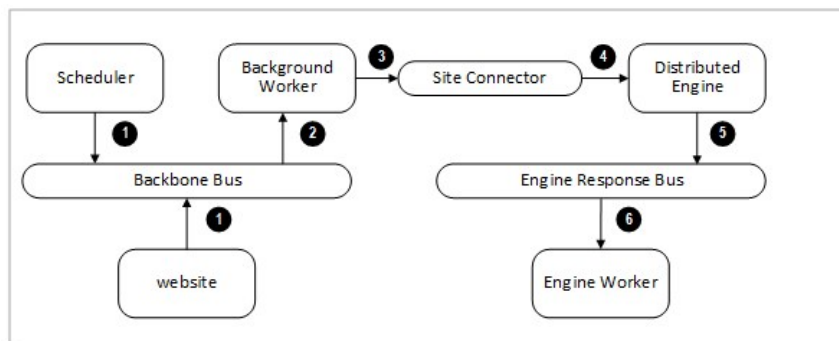 Scheduler
Background
Worker
3
Site Connector
4
Distributed
Engine
1
2
5
Backbone Bus
Engine Response Bus
1
6
website
Engine Worker